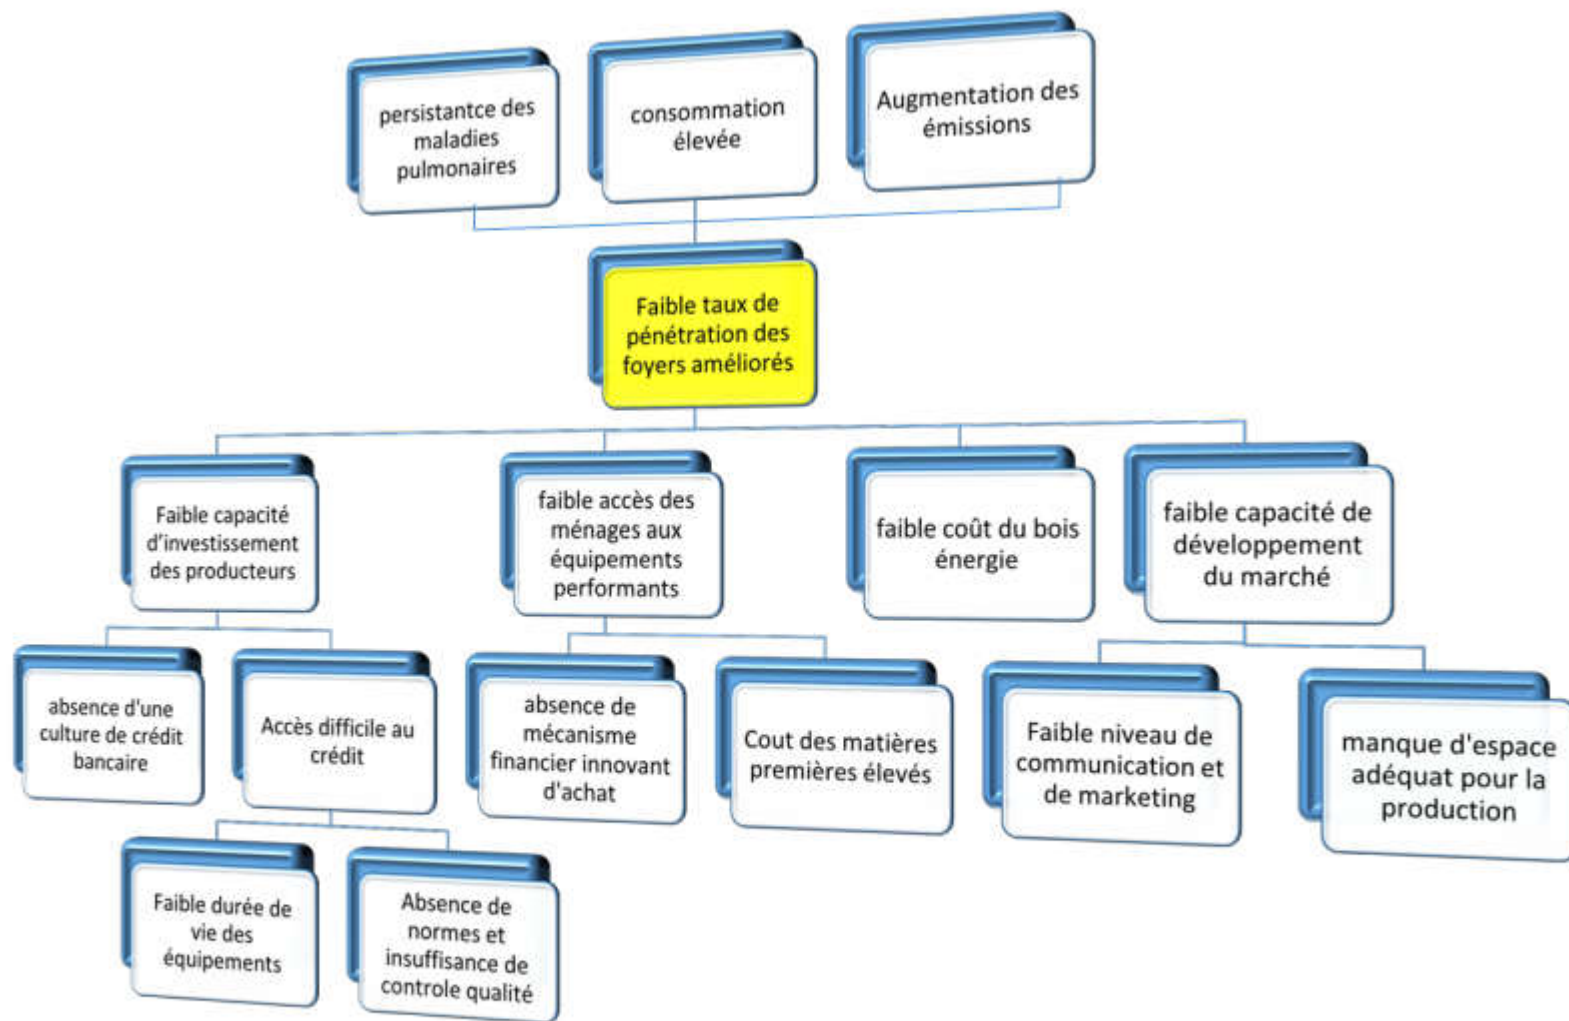 persistantce des
maladies
pulmonaires
consommation
élevée
Augmentation des
émissions
Faible taux de
pénétration des
foyers améliorés
Faible capacité
d'investissement
des producteurs
faible accès des
ménages aux
équipements
performants
faible coût du bois
énergie
faible capacité de
développement
du marché
absence d'une
culture de crédit
bancaire
Accès difficile au
crédit
absence de
mécanisme
financier innovant
d'achat
Cout des matières
premières élevés
Faible niveau de
communication et
de marketing
manque d'espace
adéquat pour la
production
Faible durée de
vie des
équipements
Absence de
normes et
insuffisance de
controle qualité